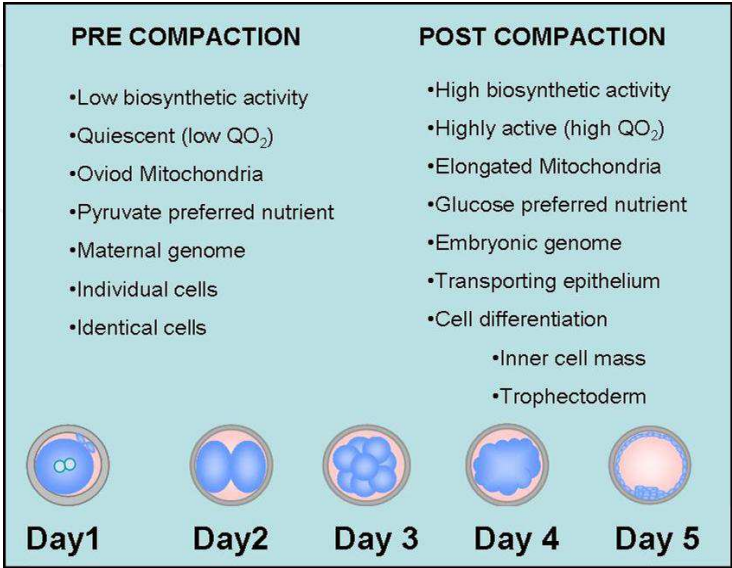 PRE COMPACTION
•Low biosynthetic activity
•Quiescent (low QO₂)
•Oviod Mitochondria
•Pyruvate preferred nutrient
•Maternal genome
•Individual cells
•Identical cells
POST COMPACTION
•High biosynthetic activity
•Highly active (high QO₂)
•Elongated Mitochondria
•Glucose preferred nutrient
•Embryonic genome
•Transporting epithelium
•Cell differentiation
•Inner cell mass
•Trophectoderm
Day1 Day2 Day 3 Day 4 Day 5